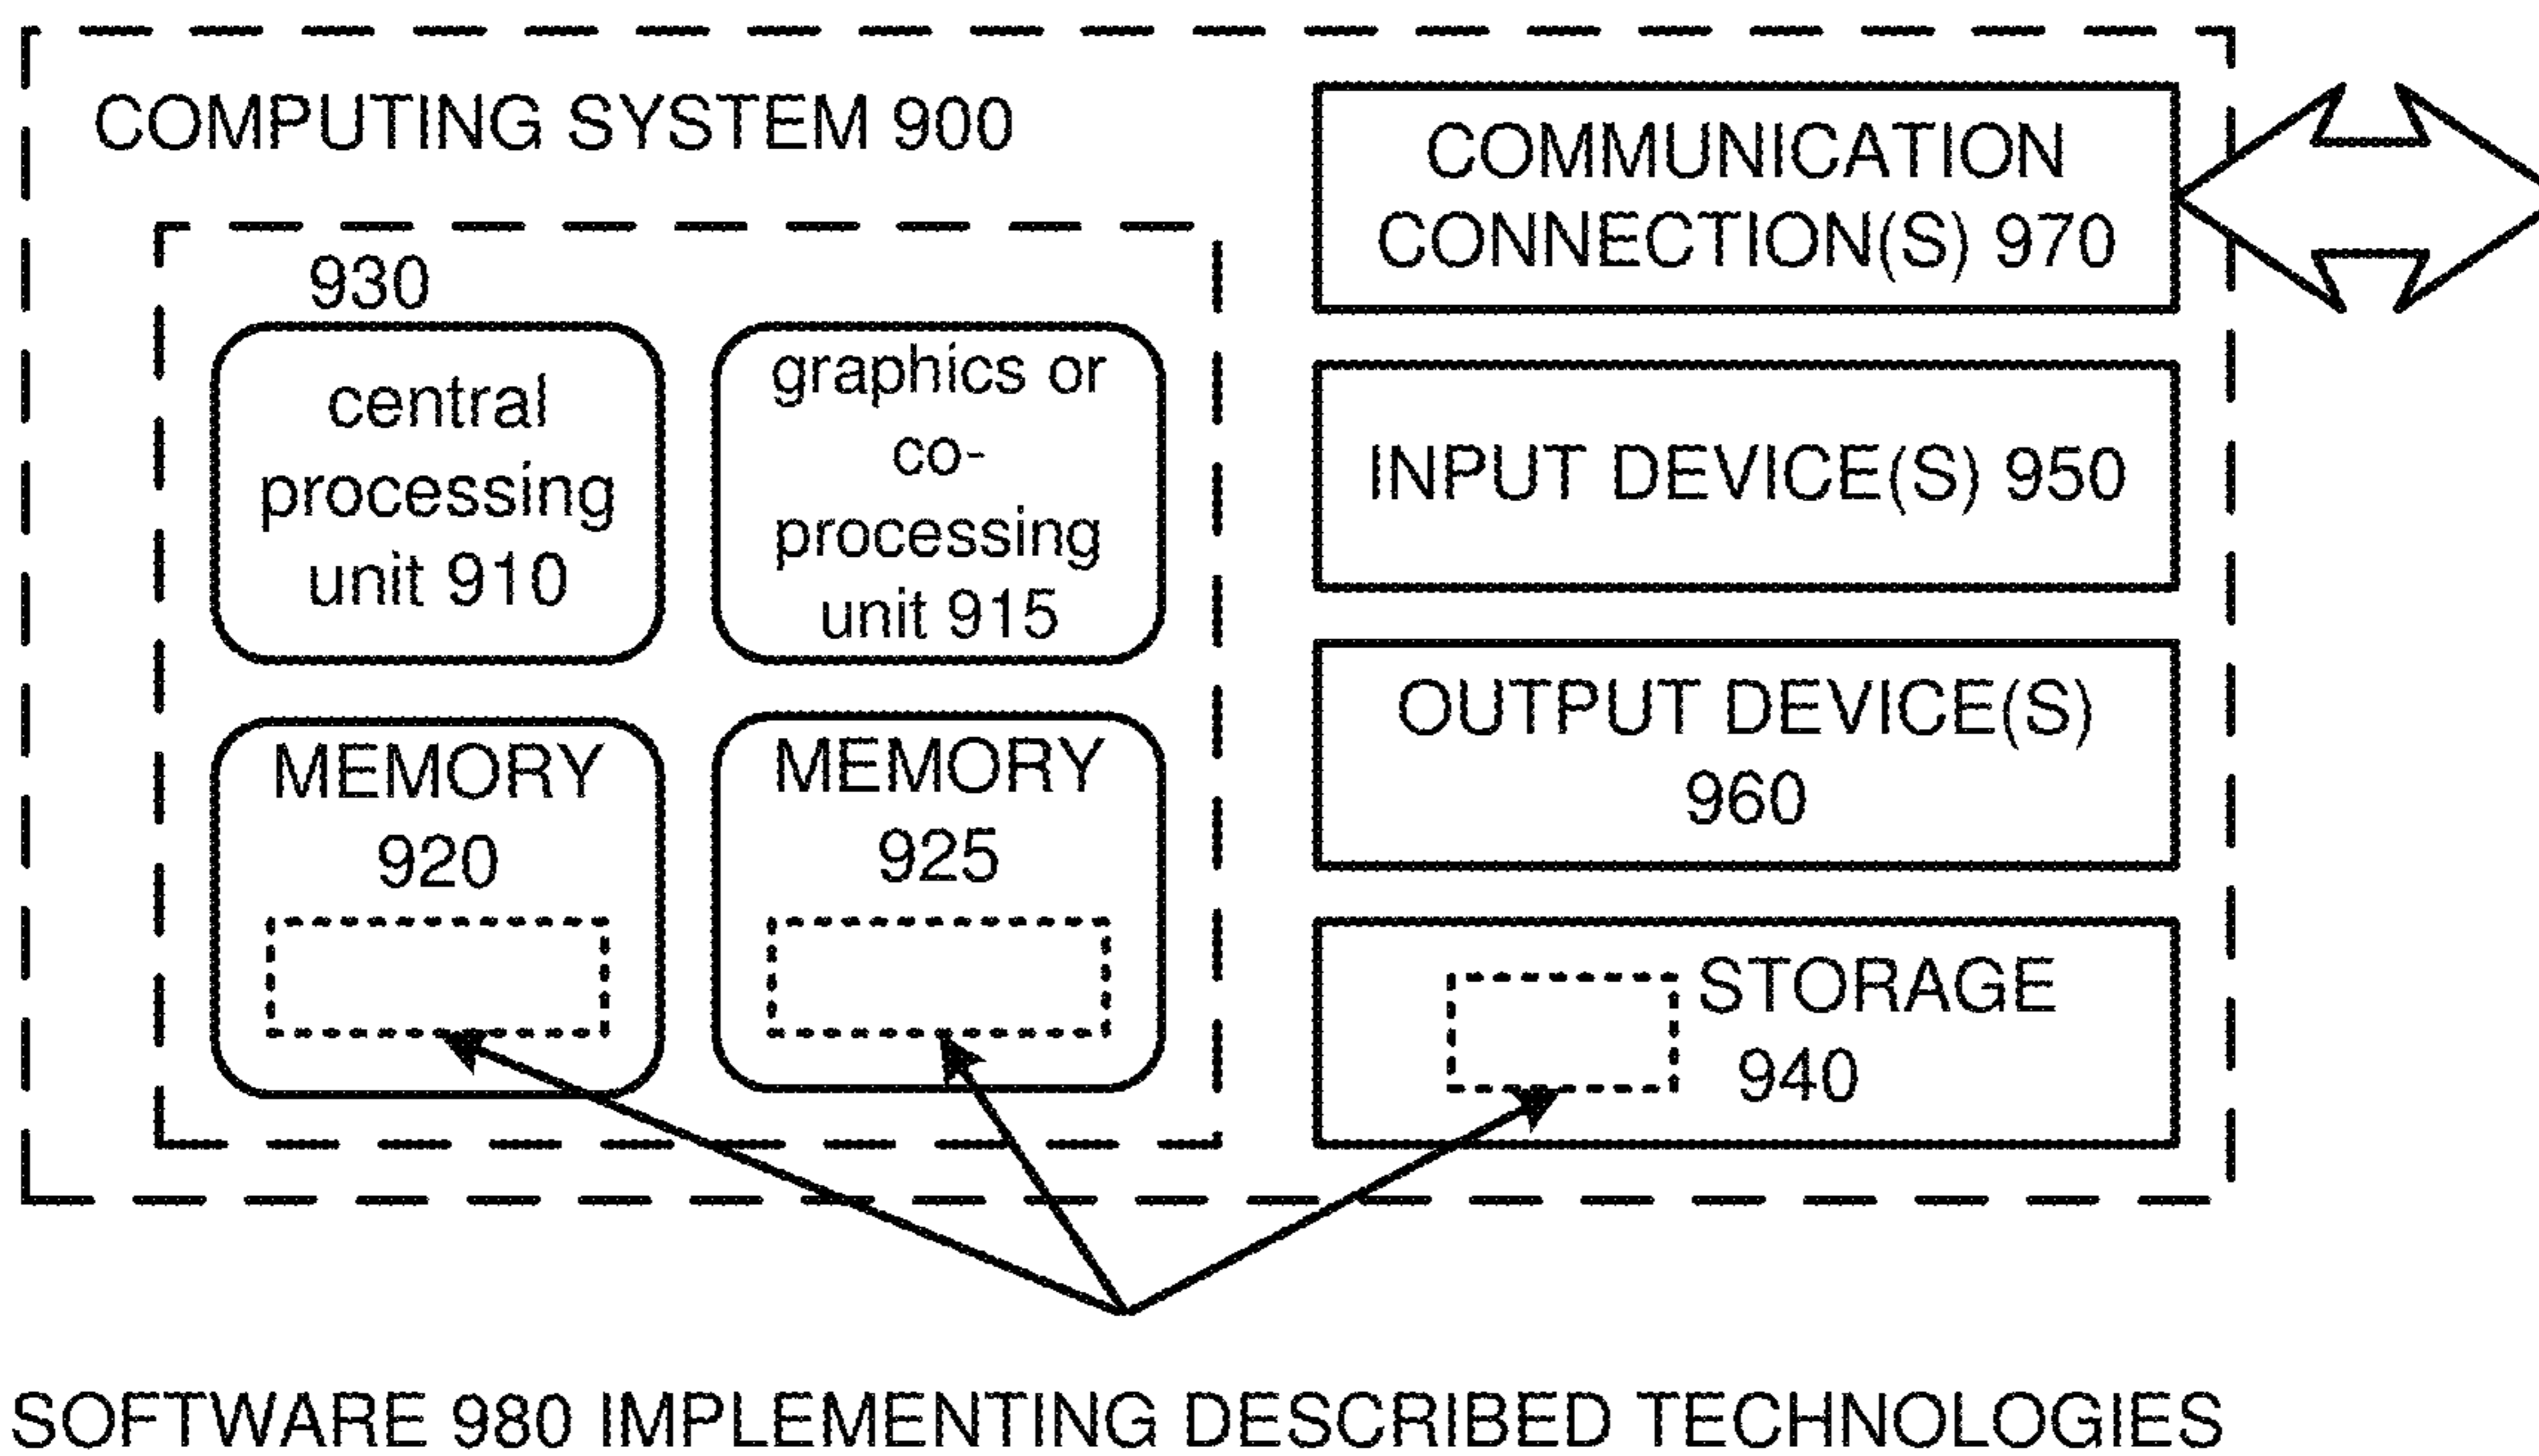 COMPUTING SYSTEM 900
930
central
processing
unit 910
graphics or
co-
processing
unit 915
MEMORY
920
MEMORY
925
COMMUNICATION
CONNECTION(S) 970
INPUT DEVICE(S) 950
OUTPUT DEVICE(S)
960
STORAGE
940
SOFTWARE 980 IMPLEMENTING DESCRIBED TECHNOLOGIES